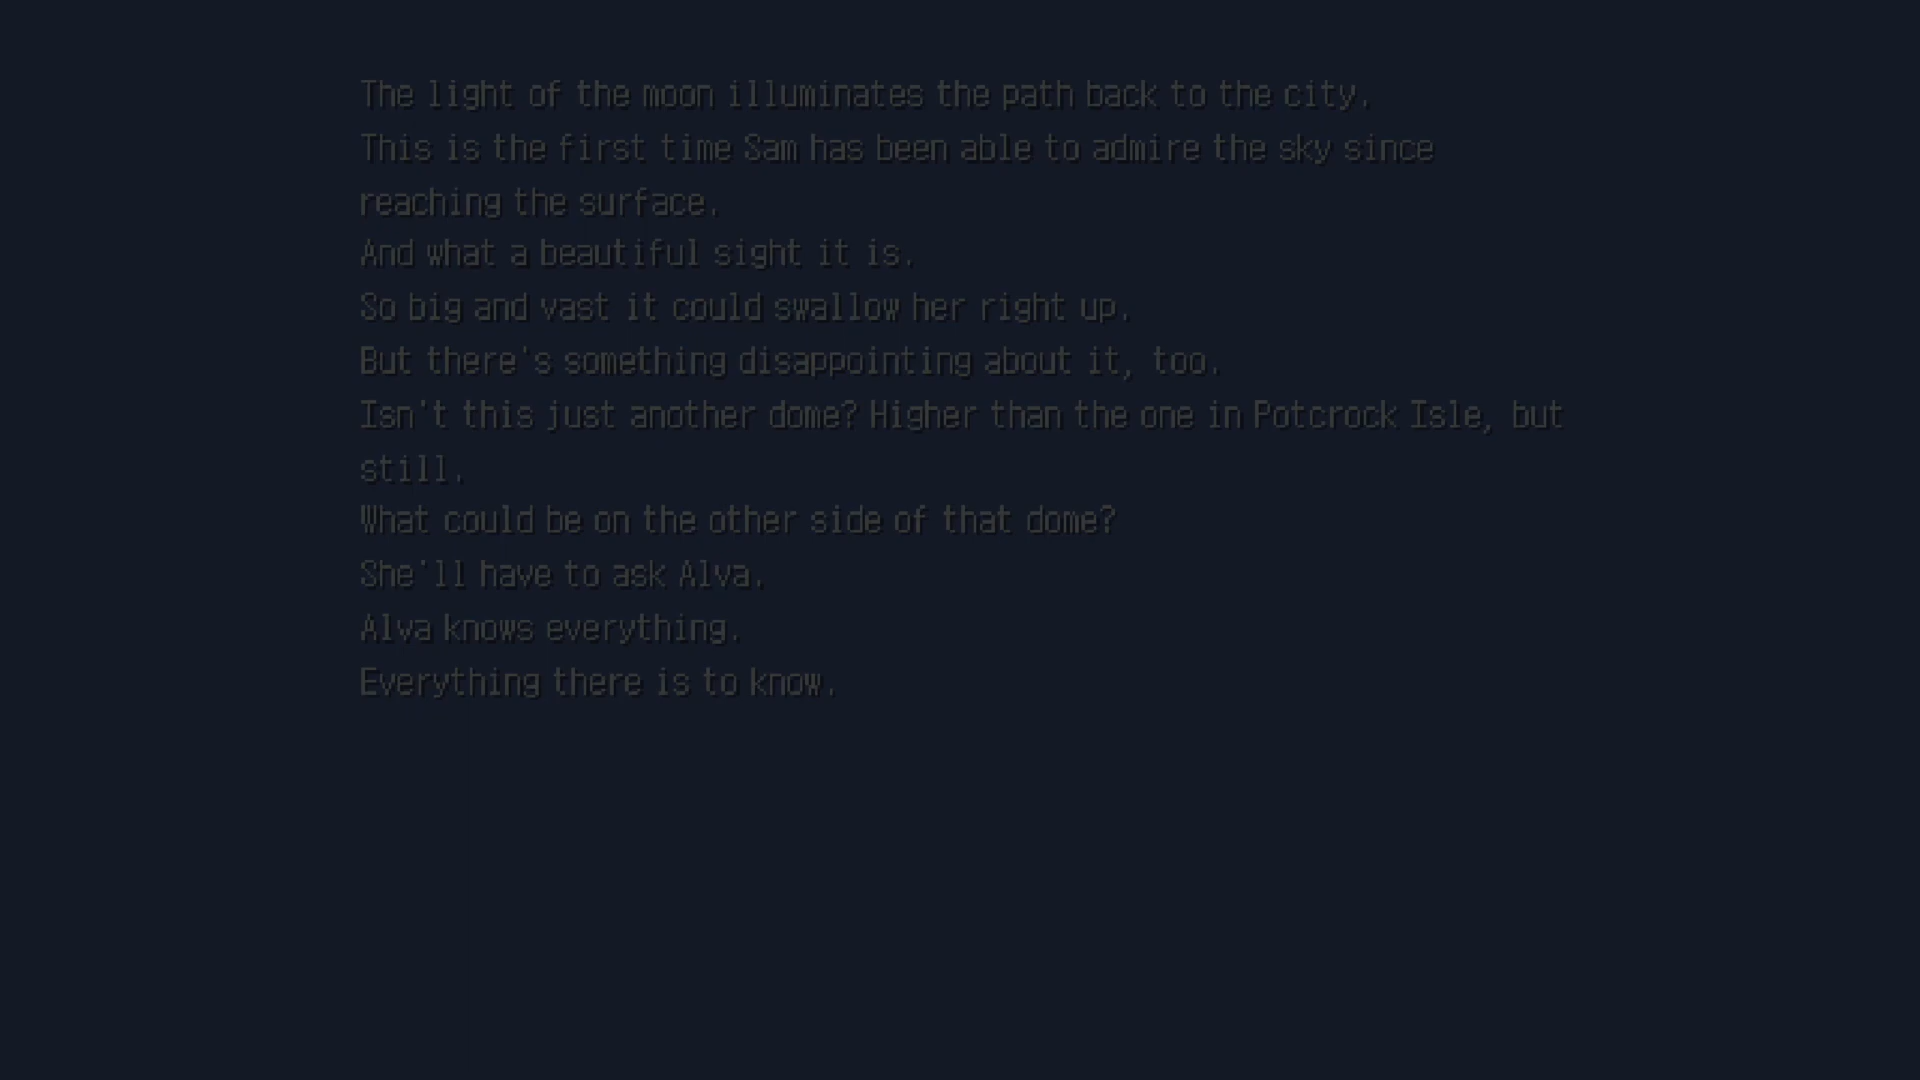 The light of the moon illuminates the path back to the city.
This is the first time Sam has been able to admire the sky since
reaching the surface.
And what a beautiful sight it is.
So big and vast it could swallow her right up.
But there's something disappointing about it, too.
Isn't this just another dome? Higher than the one in Potcrock Isle, but
still.
What could be on the other side of that dome?
She'll have to ask Alva.
Alva knows everything.
Everything there is to know.